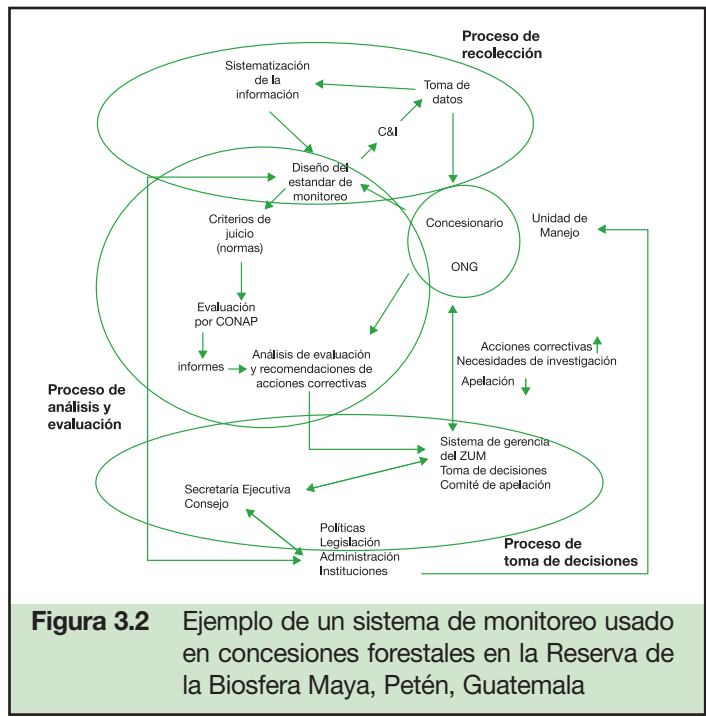 Proceso de
recolección
Sistematización
de la
información
Toma de
datos
C&I
Diseño del
estandar de
monitoreo
Criterios de
juicio
(normas)
Concesionario
ONG
Unidad de
Manejo
Evaluación
por CONAP
informes
Análisis de evaluación
y recomendaciones de
acciones correctivas
Acciones correctivas
Necesidades de investigación
Apelación
Proceso de
análisis y
evaluación
Sistema de gerencia
del ZUM
Toma de decisiones
Comité de apelación
Secretaría Ejecutiva
Consejo
Políticas
Legislación
Administración
Instituciones
Proceso de
toma de decisiones
Figura 3.2 Ejemplo de un sistema de monitoreo usado
en concesiones forestales en la Reserva de
la Biosfera Maya, Petén, Guatemala